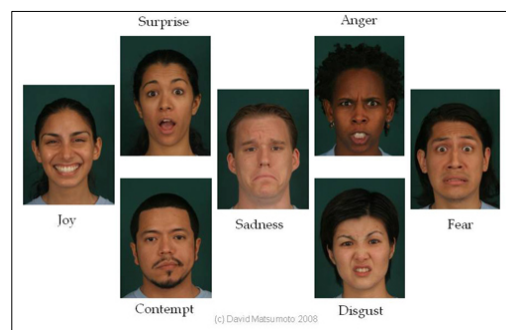 Surprise
Anger
Joy
Sadness
Fear
Contempt
Disgust
(c) David Matsumoto 2008